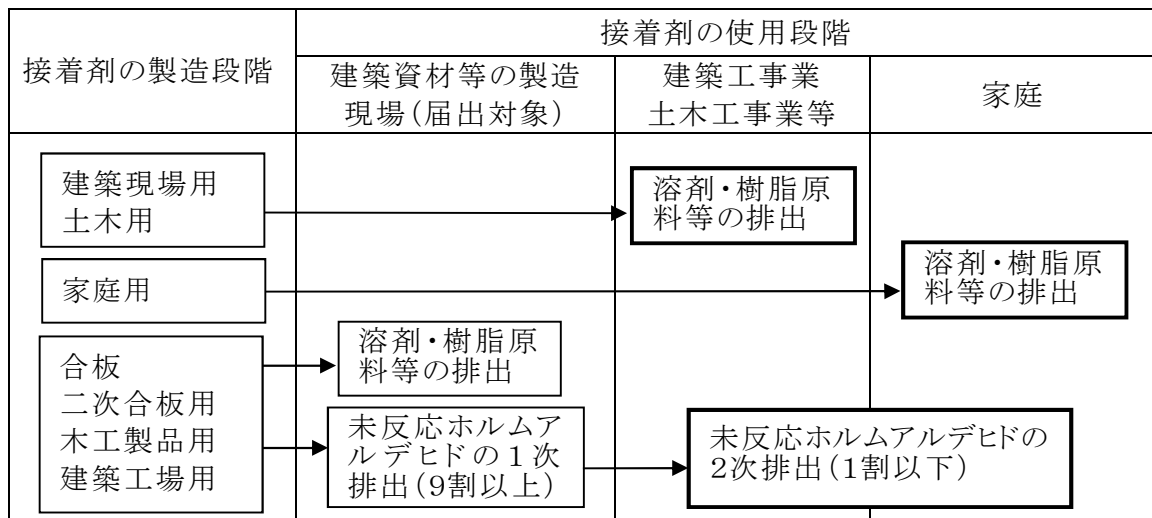 接着剤の製造段階
接着剤の使用段階
建築資材等の製造
現場(届出対象)
建築工事業
土木工事業等
家庭
建築現場用
土木用
溶剤・樹脂原
料等の排出
家庭用
溶剤・樹脂原
料等の排出
合板
二次合板用
木工製品用
建築工場用
溶剤・樹脂原
料等の排出
未反応ホルムア
ルデヒドの1次
排出(9割以上)
未反応ホルムアルデヒドの
2次排出(1割以下)